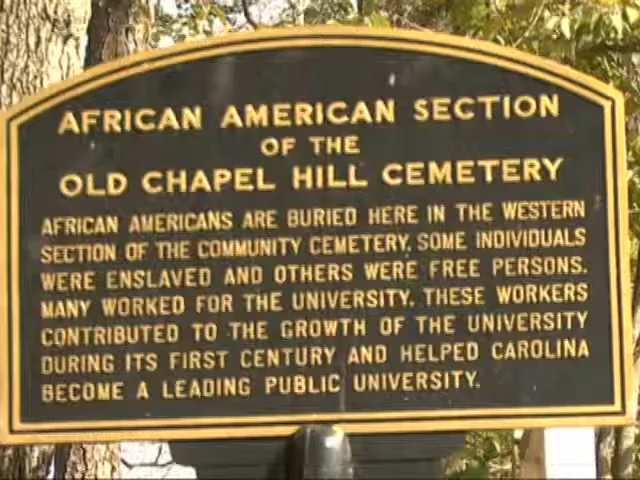 AFRICAN AMERICAN SECTION
OF THE
OLD CHAPEL HILL CEMETERY
AFRICAN AMERICANS ARE BURIED HERE IN THE WESTERN
SECTION OF THE COMMUNITY CEMETERY. SOME INDIVIDUALS
WERE ENSLAVED AND OTHERS WERE FREE PERSONS.
MANY WORKED FOR THE UNIVERSITY. THESE WORKERS
CONTRIBUTED TO THE GROWTH OF THE UNIVERSITY
DURING ITS FIRST CENTURY AND HELPED CAROLINA
BECOME A LEADING PUBLIC UNIVERSITY.